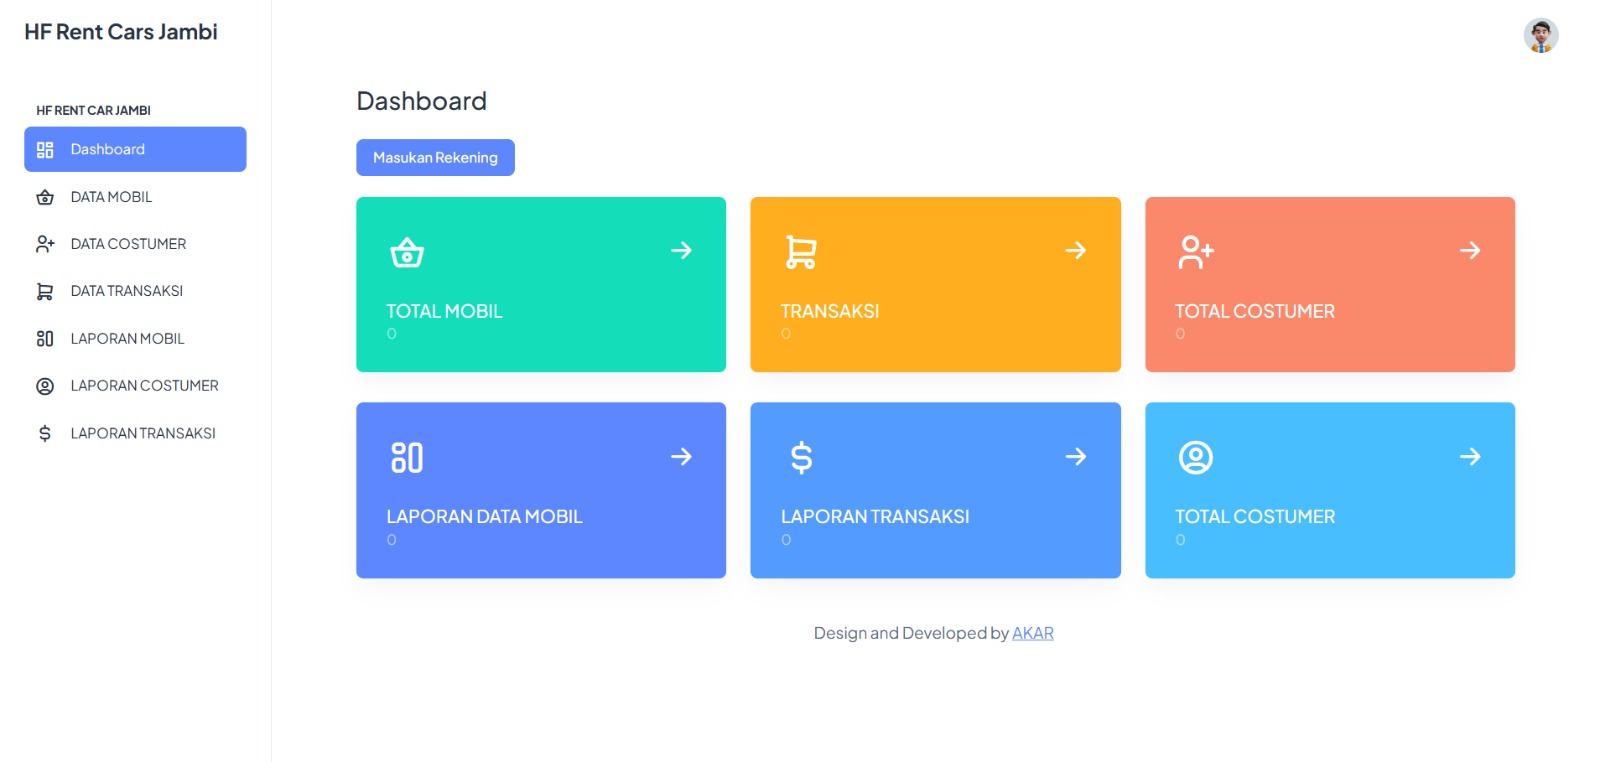 HF Rent Cars Jambi
HF RENT CAR JAMBI
Dashboard
DATA MOBIL
DATA COSTUMER
DATA TRANSAKSI
LAPORAN MOBIL
LAPORAN COSTUMER
LAPORAN TRANSAKSI
Dashboard
Masukan Rekening
TOTAL MOBIL
0
TRANSAKSI
0
TOTAL COSTUMER
0
LAPORAN DATA MOBIL
0
LAPORAN TRANSAKSI
0
TOTAL COSTUMER
0
Design and Developed by AKAR